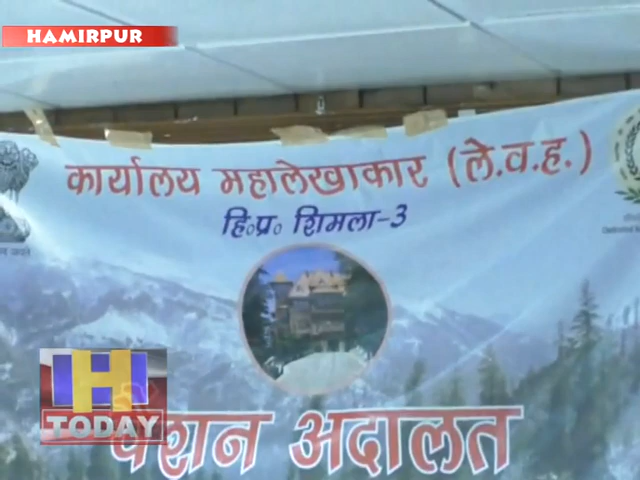 HAMIRPUR
कार्यालय महालेखाकार (ले.व.ह.)
हि०प्र० शिमला-3
H
TODAY
अदालत